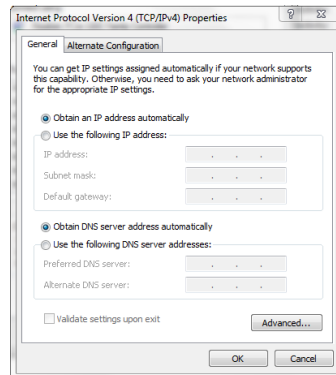 Internet Protocol Version 4 (TCP/IPv4) Properties
General Alternate Configuration
You can get IP settings assigned automatically if your network supports
this capability. Otherwise, you need to ask your network administrator
for the appropriate IP settings.
Obtain an IP address automatically
Use the following IP address:
IP address:
Subnet mask:
Default gateway:
Obtain DNS server address automatically
Use the following DNS server addresses:
Preferred DNS server:
Alternate DNS server:
Validate settings upon exit
Advanced...
OK Cancel